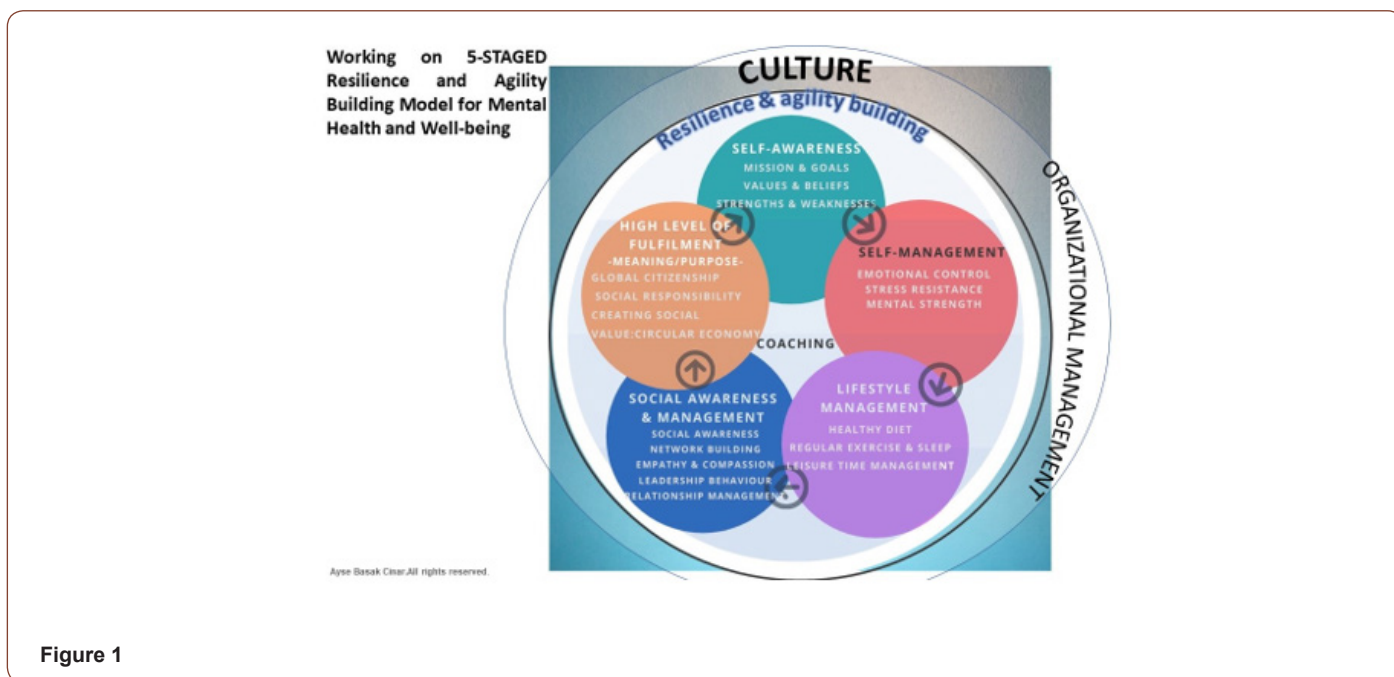 Working on 5-STAGED
Resilience and Agility
Building Model for Mental
Health and Well-being
CULTURE
Resilience & agility building
ORGANIZATIONAL MANAGEMENT
SELF-AWARENESS
MISSION & GOALS
VALUES & BELIEFS
STRENGTHS & WEAKNESSES
HIGH LEVEL OF
FULFILMENT
-MEANING/PURPOSE-
GLOBAL CITIZENSHIP
SOCIAL RESPONSIBILITY
CREATING SOCIAL
VALUE:CIRCULAR ECONOMY
SELF-MANAGEMENT
EMOTIONAL CONTROL
STRESS RESISTANCE
MENTAL STRENGTH
COACHING
SOCIAL AWARENESS
& MANAGEMENT
SOCIAL AWARENESS
NETWORK BUILDING
EMPATHY & COMPASSION
LEADERSHIP BEHAVIOUR
RELATIONSHIP MANAGEMENT
LIFESTYLE
MANAGEMENT
HEALTHY DIET
REGULAR EXERCISE & SLEEP
LEISURE TIME MANAGEMENT
Ayse Basak Cinar.All rights reserved.
Figure 1